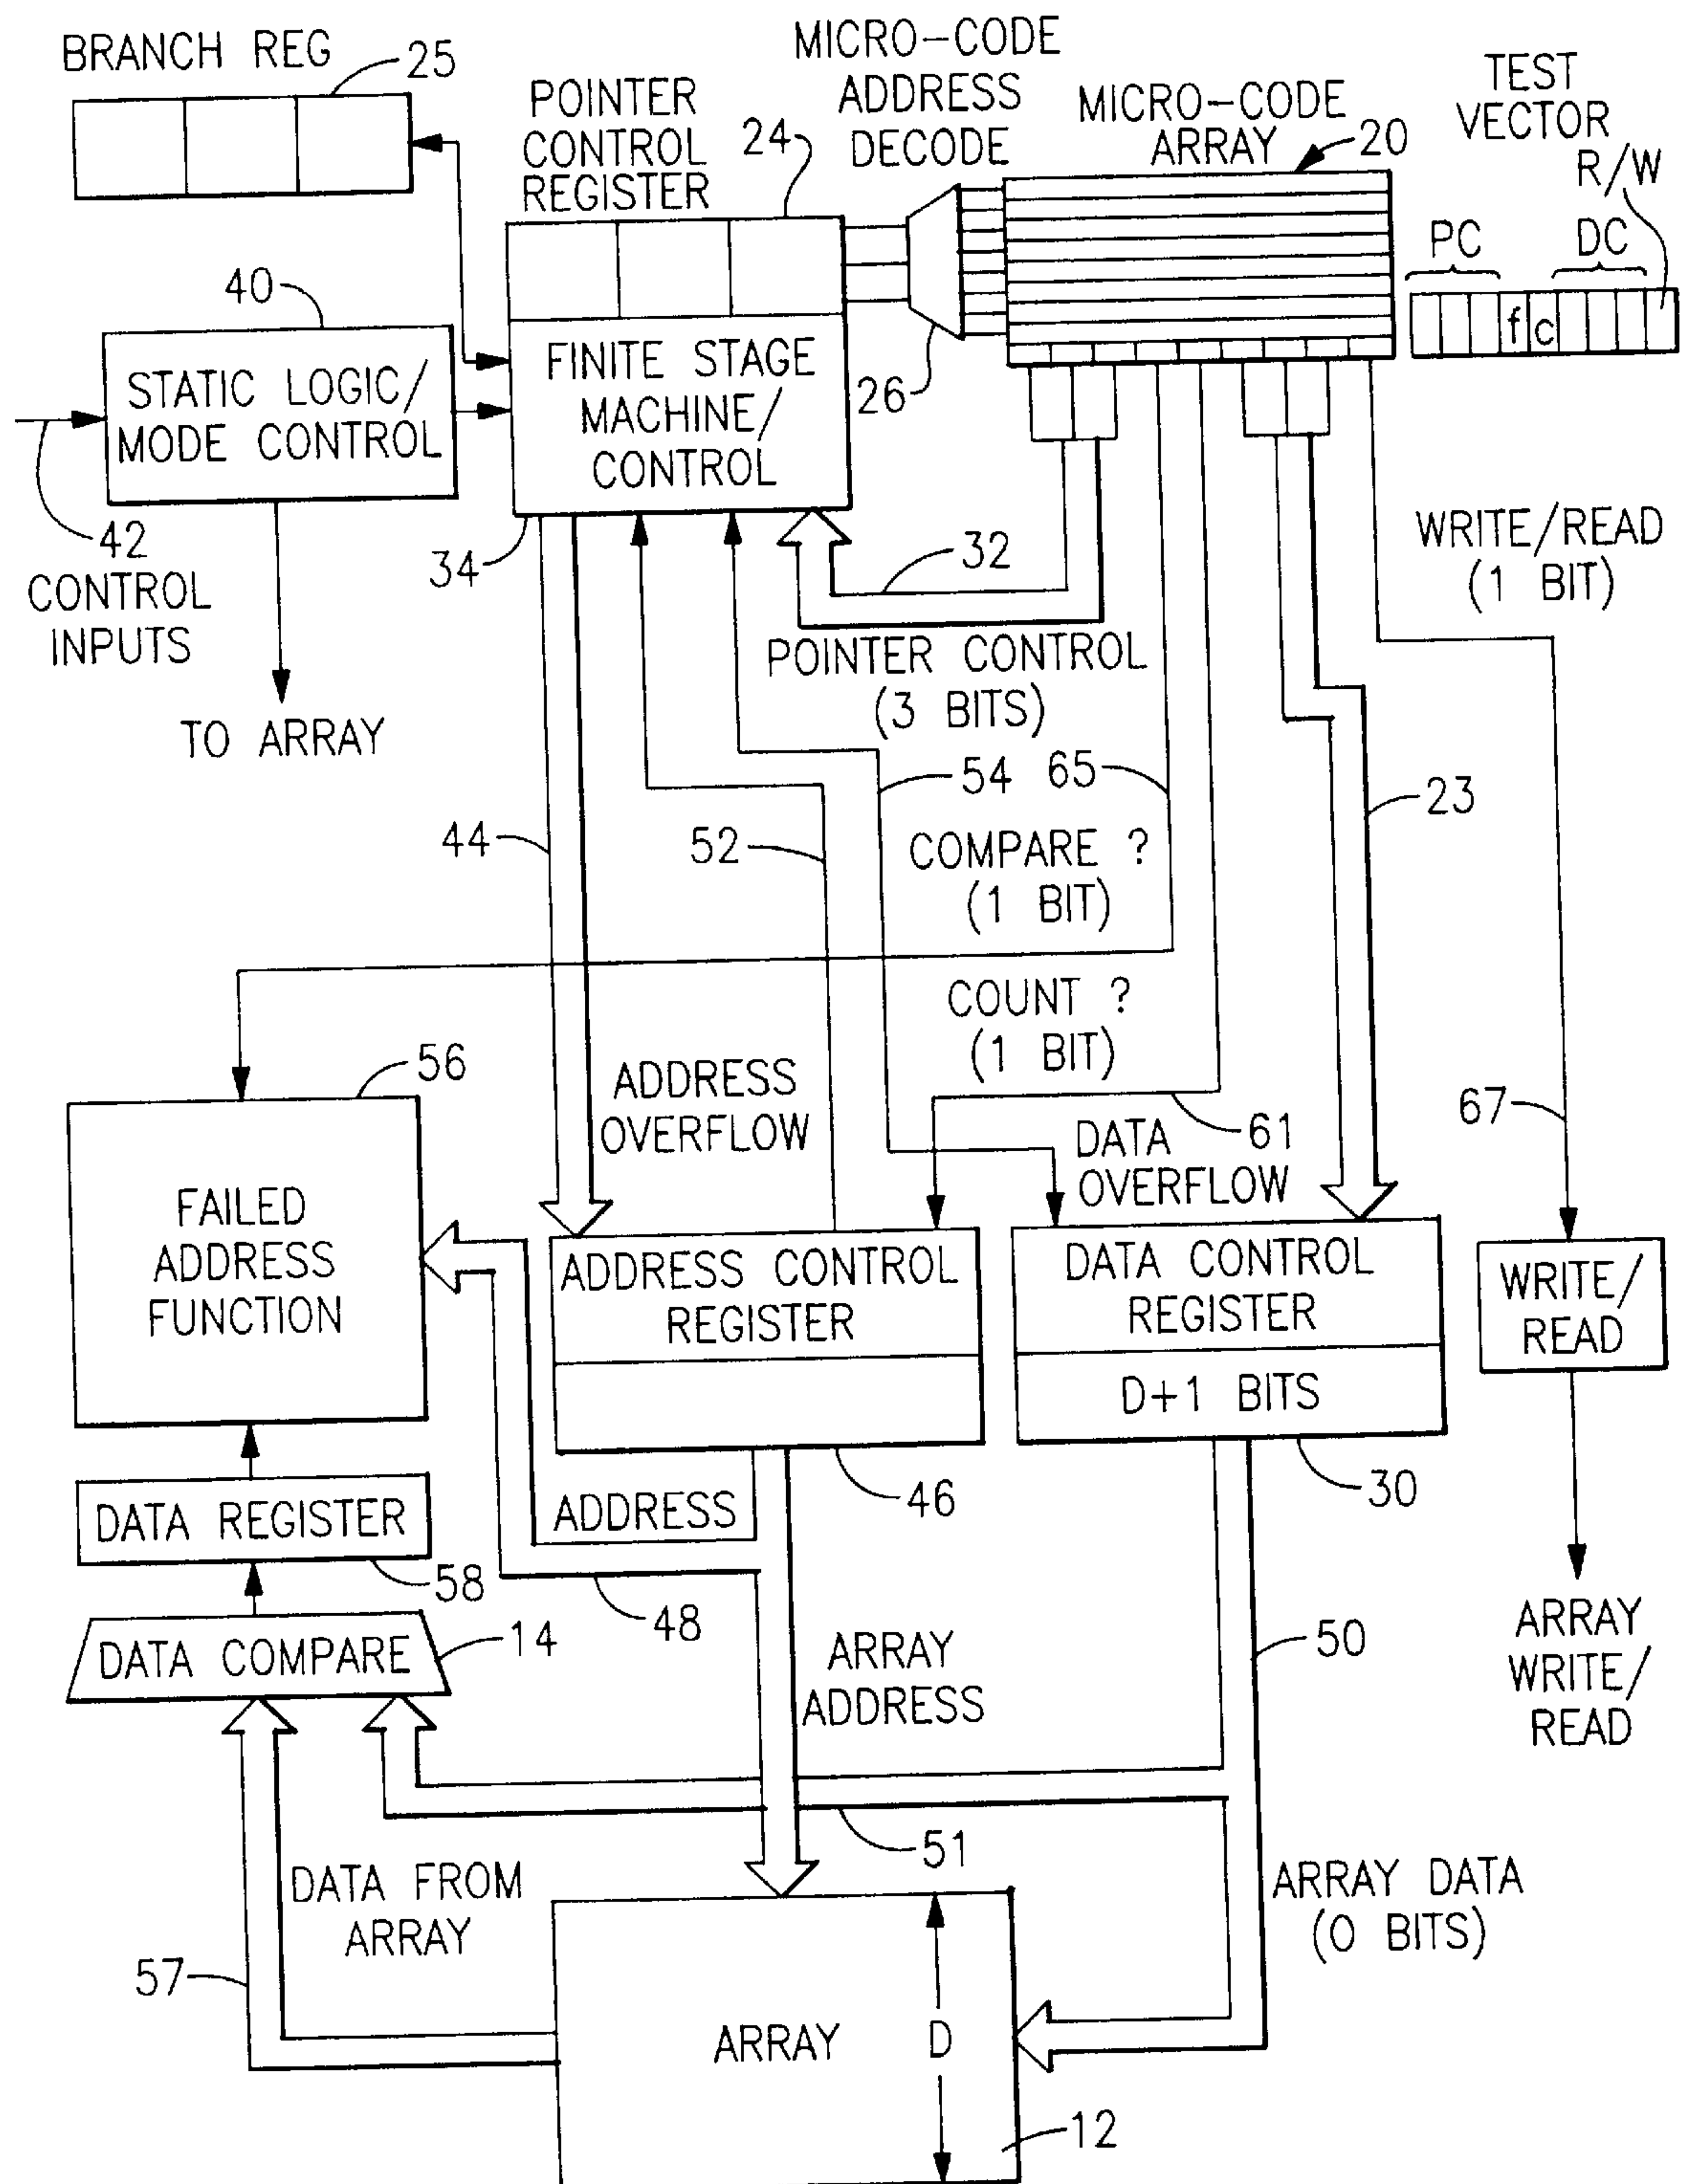 BRANCH REG
25
POINTER
CONTROL
REGISTER
24
MICRO-CODE
ADDRESS
DECODE
MICRO-CODE
ARRAY
20
TEST
VECTOR
R/W
PC
DC
f c
40
STATIC LOGIC/
MODE CONTROL
FINITE STAGE
MACHINE/
CONTROL
26
42
CONTROL
INPUTS
34
32
WRITE/READ
(1 BIT)
POINTER CONTROL
(3 BITS)
TO ARRAY
54
65
23
44
52
COMPARE ?
(1 BIT)
COUNT ?
(1 BIT)
56
ADDRESS
OVERFLOW
61
67
DATA
OVERFLOW
FAILED
ADDRESS
FUNCTION
ADDRESS CONTROL
REGISTER
DATA CONTROL
REGISTER
D+1 BITS
WRITE/
READ
46
30
ADDRESS
DATA REGISTER
58
48
DATA COMPARE
14
ARRAY
ADDRESS
50
ARRAY
WRITE/
READ
51
DATA FROM
ARRAY
ARRAY DATA
(0 BITS)
57
ARRAY
D
12